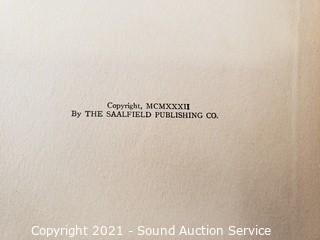 Copyright, MCMXXXII
By THE SAALFIELD PUBLISHING CO.
Copyright 2021 - Sound Auction Service